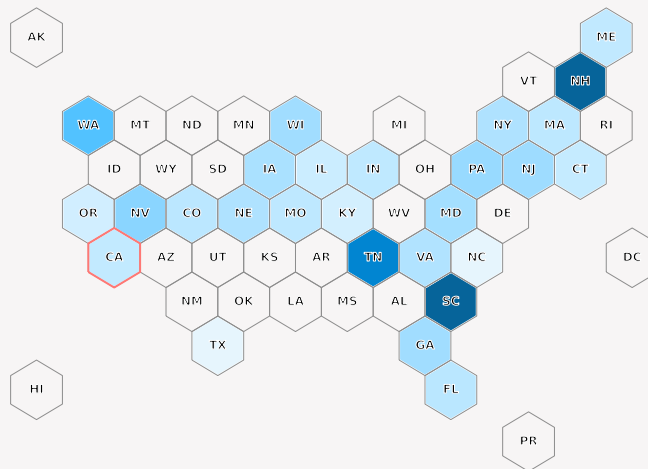 AK
ME
VT
NH
WA
MT
ND
MN
WI
MI
NY
MA
RI
ID
WY
SD
IA
IL
IN
OH
PA
NJ
CT
OR
NV
CO
NE
MO
KY
WV
MD
DE
CA
AZ
UT
KS
AR
TN
VA
NC
DC
NM
OK
LA
MS
AL
SC
TX
GA
HI
FL
PR